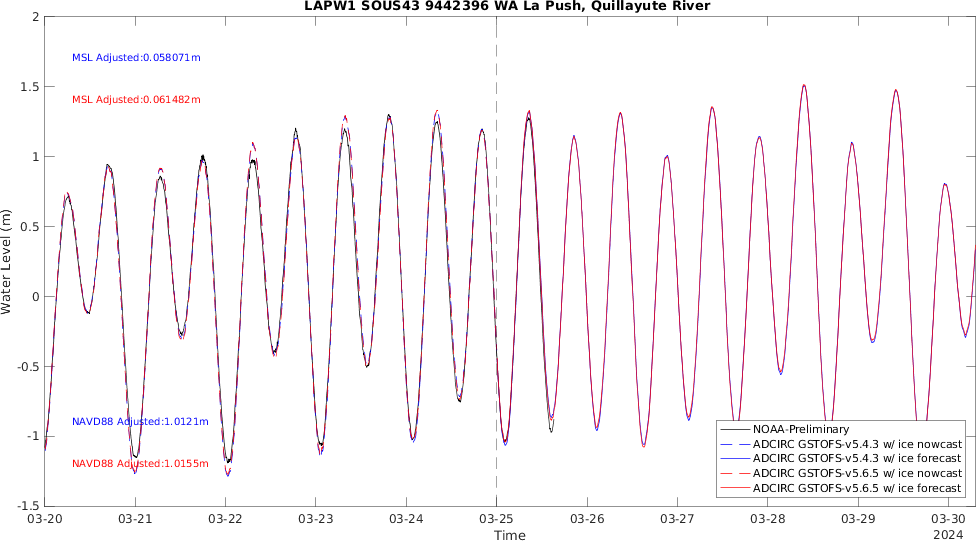 LAPW1 SOUS43 9442396 WA La Push, Quillayute River
2
MSL Adjusted:0.058071m
1.5
MSL Adjusted:0.061482m
1
0.5
Water Level (m)
0
-0.5
NAVD88 Adjusted:1.0121m
-1
NAVD88 Adjusted:1.0155m
-1.5
NOAA-Preliminary
ADCIRC GSTOFS-v5.4.3 w/ ice nowcast
ADCIRC GSTOFS-v5.4.3 w/ ice forecast
ADCIRC GSTOFS-v5.6.5 w/ ice nowcast
ADCIRC GSTOFS-v5.6.5 w/ ice forecast
03-20 03-21 03-22 03-23 03-24 03-25 03-26 03-27 03-28 03-29 03-30
Time 2024